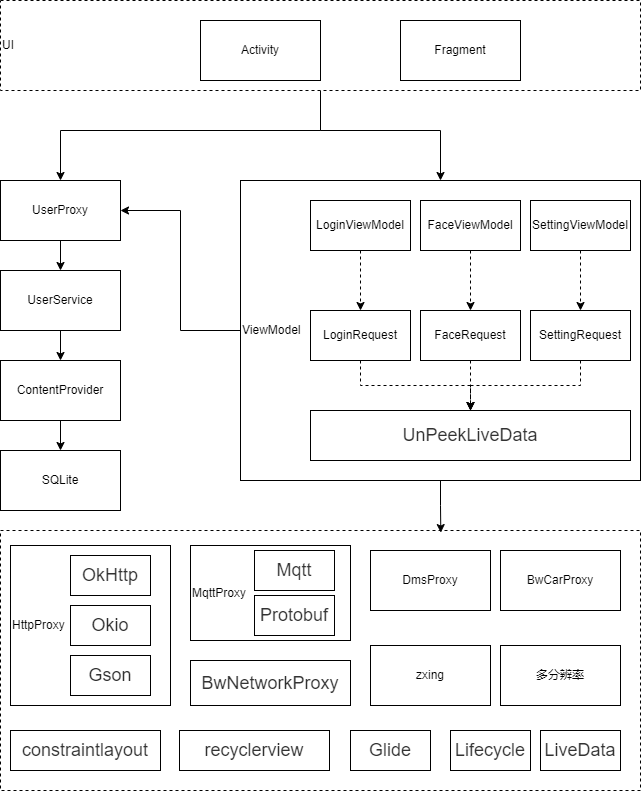 UI
Activity
Fragment
UserProxy
UserService
ContentProvider
SQLite
ViewModel
LoginViewModel
FaceViewModel
SettingViewModel
LoginRequest
FaceRequest
SettingRequest
UnPeekLiveData
HttpProxy
OkHttp
Okio
Gson
MqttProxy
Mqtt
Protobuf
BwNetworkProxy
DmsProxy
BwCarProxy
zxing
多分辨率
constraintlayout
recyclerview
Glide
Lifecycle
LiveData